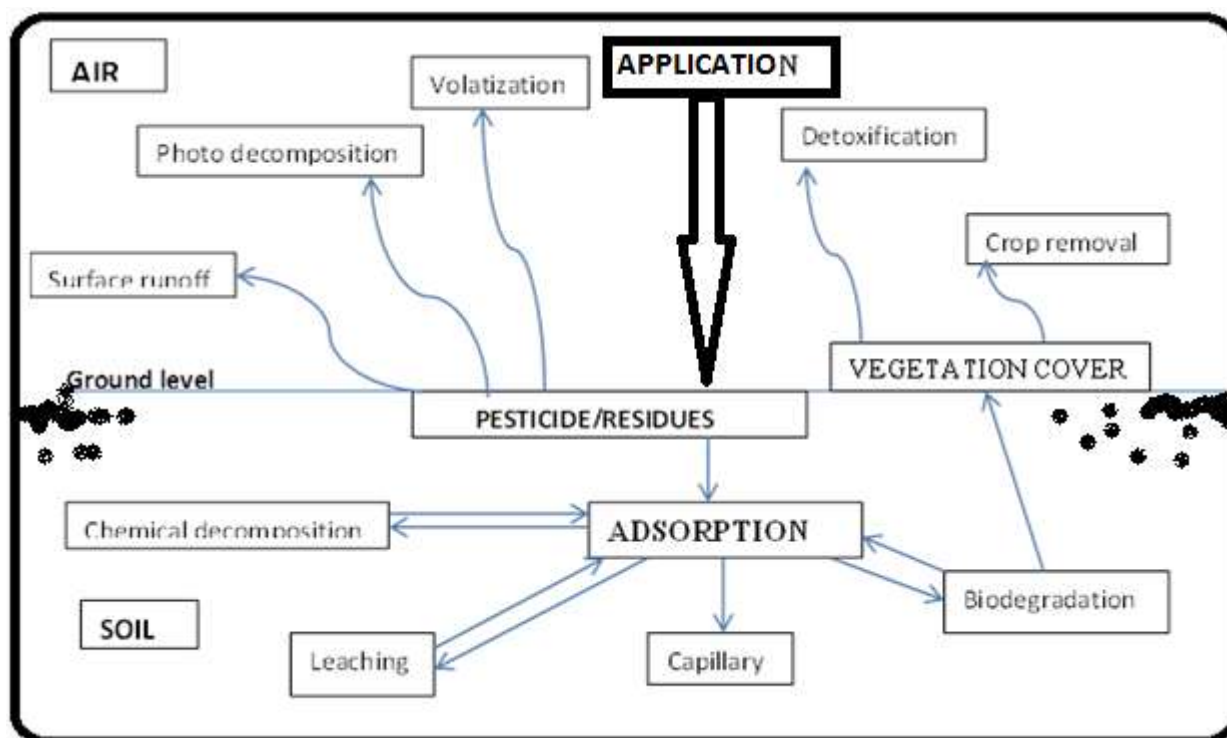 AIR
APPLICATION
Volatization
Photo decomposition
Detoxification
Crop removal
Surface runoff
VEGETATION COVER
Ground level
PESTICIDE/RESIDUES
Chemical decomposition
ADSORPTION
Biodegradation
SOIL
Leaching
Capillary